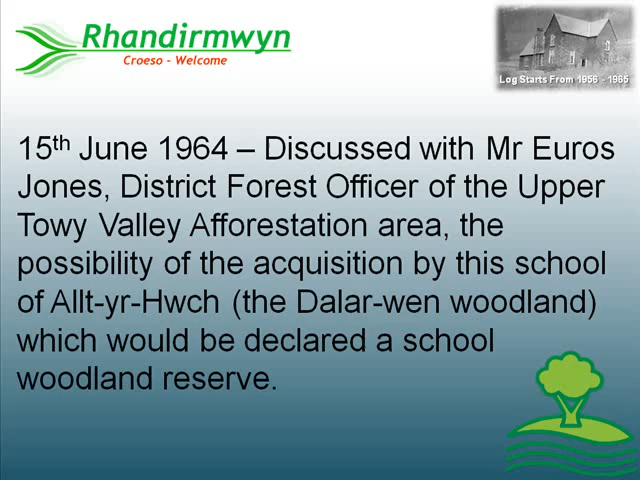 Rhandirmwyn
Croeso - Welcome
Log Starts From 1956 - 1965
15th June 1964 – Discussed with Mr Euros
Jones, District Forest Officer of the Upper
Towy Valley Afforestation area, the
possibility of the acquisition by this school
of Allt-yr-Hwch (the Dalar-wen woodland)
which would be declared a school
woodland reserve.